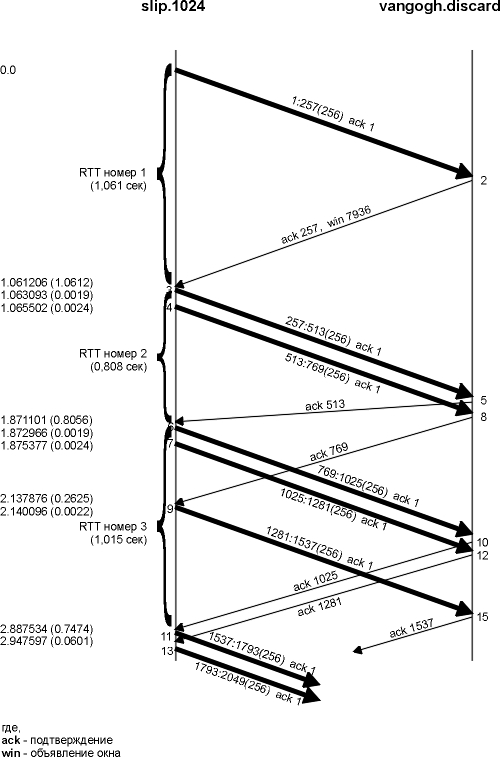 slip.1024 vangogh.discard
0.0
1:257(256) ack 1
RTT номер 1
(1,061 сек)
2
ack 257, win 7936
1.061206 (1.0612)
1.063093 (0.0019)
1.065502 (0.0024)
3
4
257:513(256) ack 1
513:769(256) ack 1
RTT номер 2
(0,808 сек)
5
ack 513
8
1.871101 (0.8056)
1.872966 (0.0019)
1.875377 (0.0024)
7
ack 769
769:1025(256) ack 1
1025:1281(256) ack 1
2.137876 (0.2625)
2.140096 (0.0022)
9
RTT номер 3
(1,015 сек)
1281:1537(256) ack 1
10
12
ack 1025
ack 1281
15
ack 1537
2.887534 (0.7474)
2.947597 (0.0601)
11
13
1537:1793(256) ack 1
1793:2049(256) ack 1
где,
ack - подтверждение
win - объявление окна